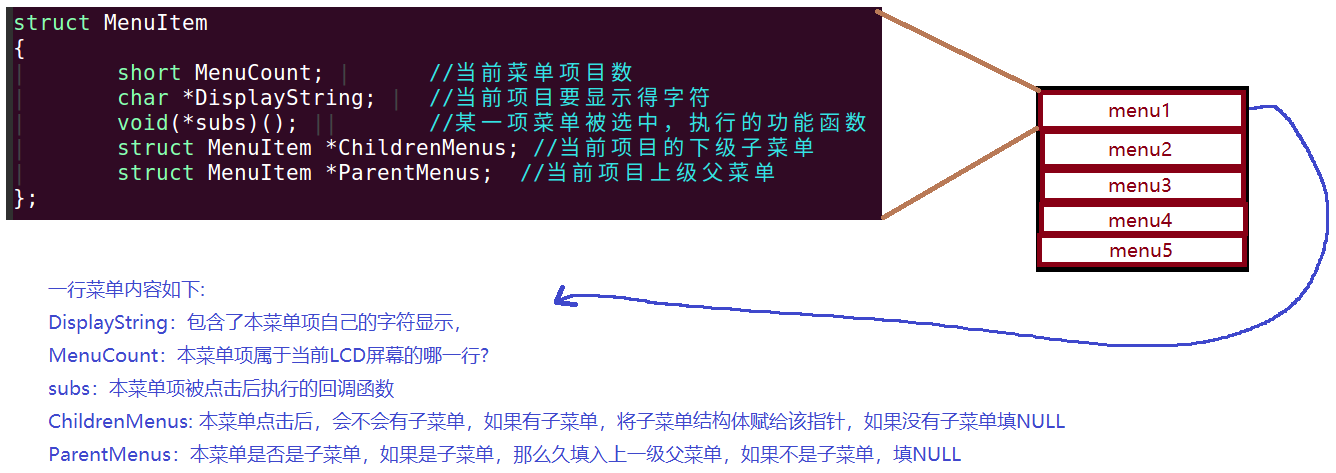 struct MenuItem
{
short MenuCount; //当前菜单项目数
char *DisplayString; //当前项目要显示得字符
void(*subs)(); //某一项菜单被选中，执行的功能函数
struct MenuItem *ChildrenMenus; //当前项目的下级子菜单
struct MenuItem *ParentMenus; //当前项目上级父菜单
};
menu1
menu2
menu3
menu4
menu5
一行菜单内容如下:
DisplayString：包含了本菜单项自己的字符显示，
MenuCount：本菜单项属于当前LCD屏幕的哪一行?
subs：本菜单项被点击后执行的回调函数
ChildrenMenus: 本菜单点击后，会不会有子菜单，如果有子菜单，将子菜单结构体赋给该指针，如果没有子菜单填NULL
ParentMenus：本菜单是否是子菜单，如果是子菜单，那么久填入上一级父菜单，如果不是子菜单，填NULL